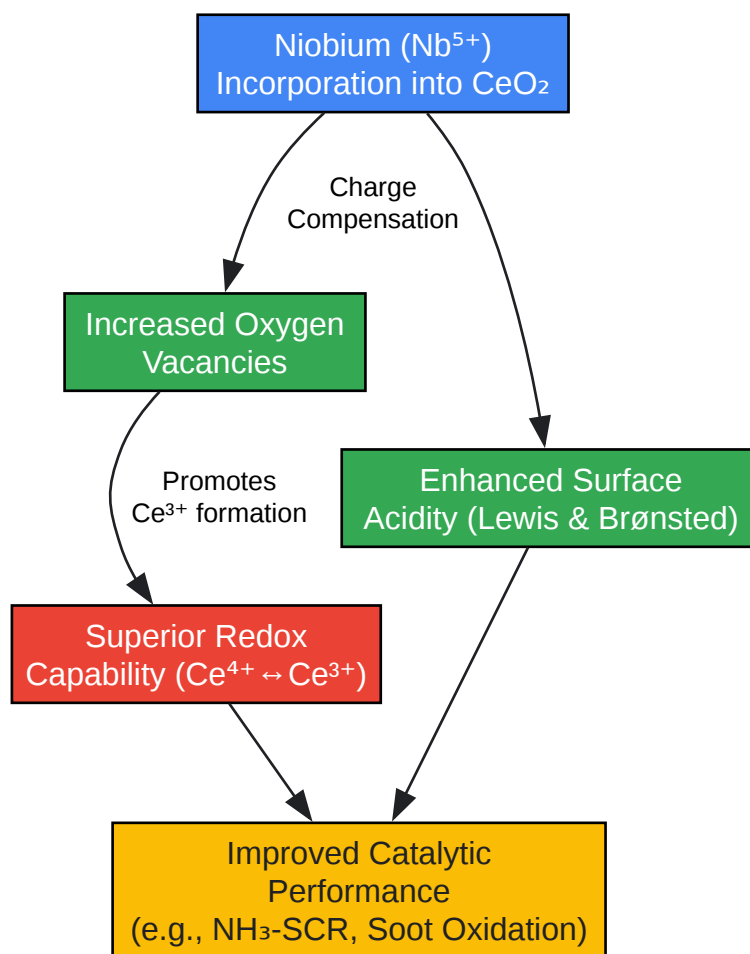 Niobium (Nb⁵⁺)
Incorporation into CeO₂
Charge
Compensation
Increased Oxygen
Vacancies
Promotes
Ce³⁺ formation
Enhanced Surface
Acidity (Lewis & Brønsted)
Superior Redox
Capability (Ce⁴⁺↔Ce³⁺)
Improved Catalytic
Performance
(e.g., NH₃-SCR, Soot Oxidation)